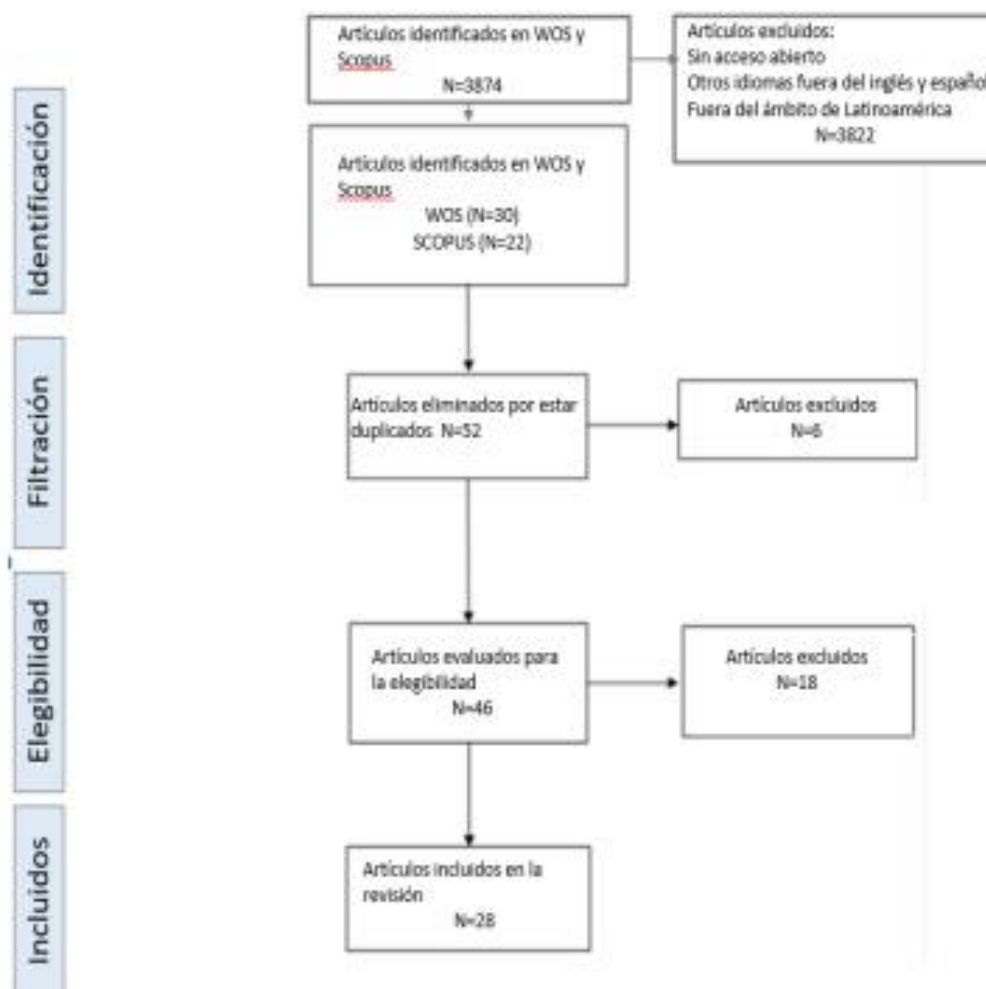 Artículos identificados en WOS y
Scopus
N=3874
Artículos excluidos:
Sin acceso abierto
Otros idiomas fuera del inglés y español
Fuera del ámbito de Latinoamérica
N=3822
Identificación
Artículos identificados en WOS y
Scopus
WOS (N=30)
SCOPUS (N=22)
Filtración
Artículos eliminados por estar
duplicados N=52
Artículos excluidos
N=6
Elegibilidad
Artículos evaluados para
la elegibilidad
N=46
Artículos excluidos
N=18
Incluidos
Artículos incluidos en la
revisión
N=28